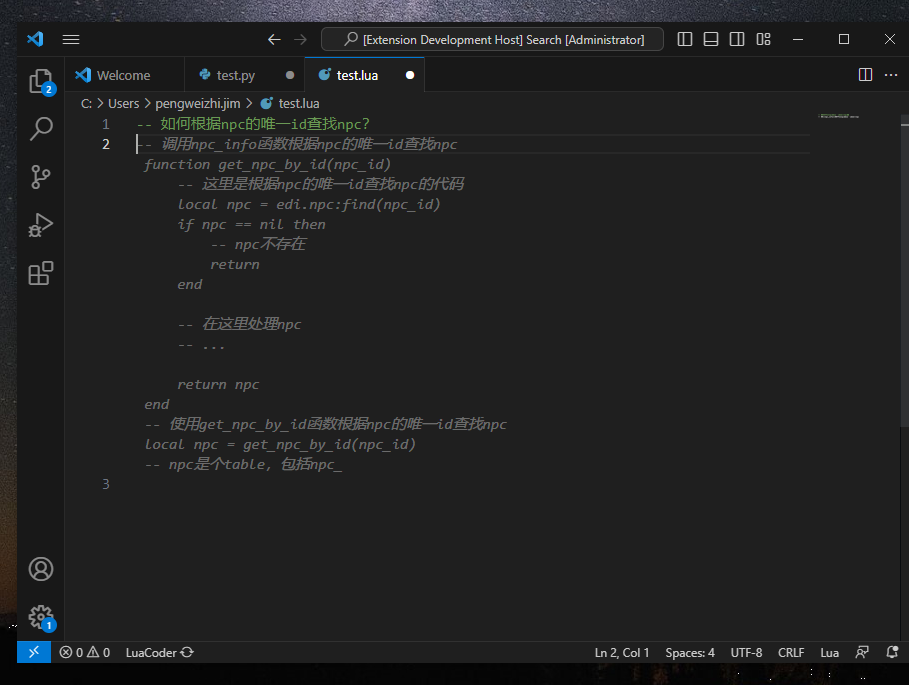 [Extension Development Host] Search [Administrator]
Welcome
test.py
test.lua
2
C: > Users > pengweizhi.jim > test.lua
1 -- 如何根据npc的唯一id查找npc?
2 -- 调用npc_info函数根据npc的唯一id查找npc
function get_npc_by_id(npc_id)
-- 这里是根据npc的唯一id查找npc的代码
local npc = edi.npc:find(npc_id)
if npc == nil then
-- npc不存在
return
end
-- 在这里处理npc
-- ...
return npc
end
-- 使用get_npc_by_id函数根据npc的唯一id查找npc
local npc = get_npc_by_id(npc_id)
-- npc是个table, 包括npc_
3
1
0 0 LuaCoder Ln 2, Col 1 Spaces: 4 UTF-8 CRLF Lua